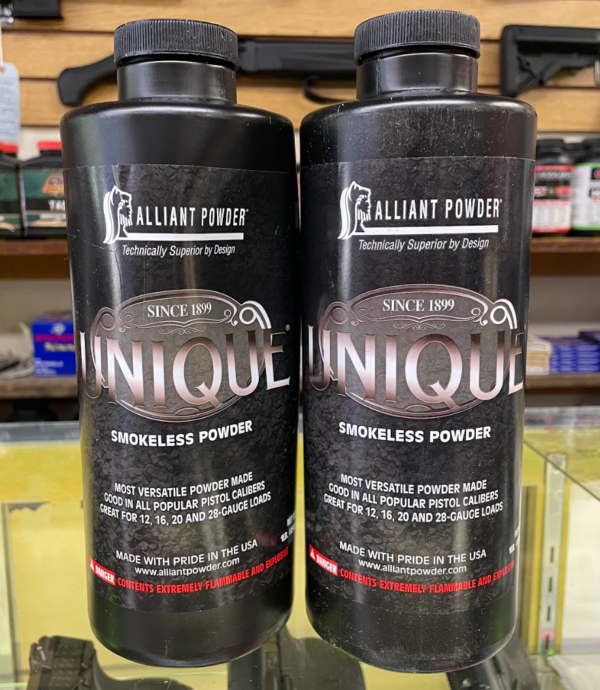 ALLIANT POWDER
Technically Superior by Design
SINCE 1899
UNIQUE
SMOKELESS POWDER
MOST VERSATILE POWDER MADE
GOOD IN ALL POPULAR PISTOL CALIBERS
GREAT FOR 12, 16, 20 AND 28-GAUGE LOADS
MADE WITH PRIDE IN THE USA
www.alliantpowder.com
DANGER CONTENTS EXTREMELY FLAMMABLE AND
ALLIANT POWDER
Technically Superior by Design
SINCE 1899
UNIQUE
SMOKELESS POWDER
MOST VERSATILE POWDER MADE
GOOD IN ALL POPULAR PISTOL CALIBERS
GREAT FOR 12, 16, 20 AND 28-GAUGE LOADS
MADE WITH PRIDE IN THE USA
www.alliantpowder.com
DANGER CONTENTS EXTREMELY FLAMMABLE AND